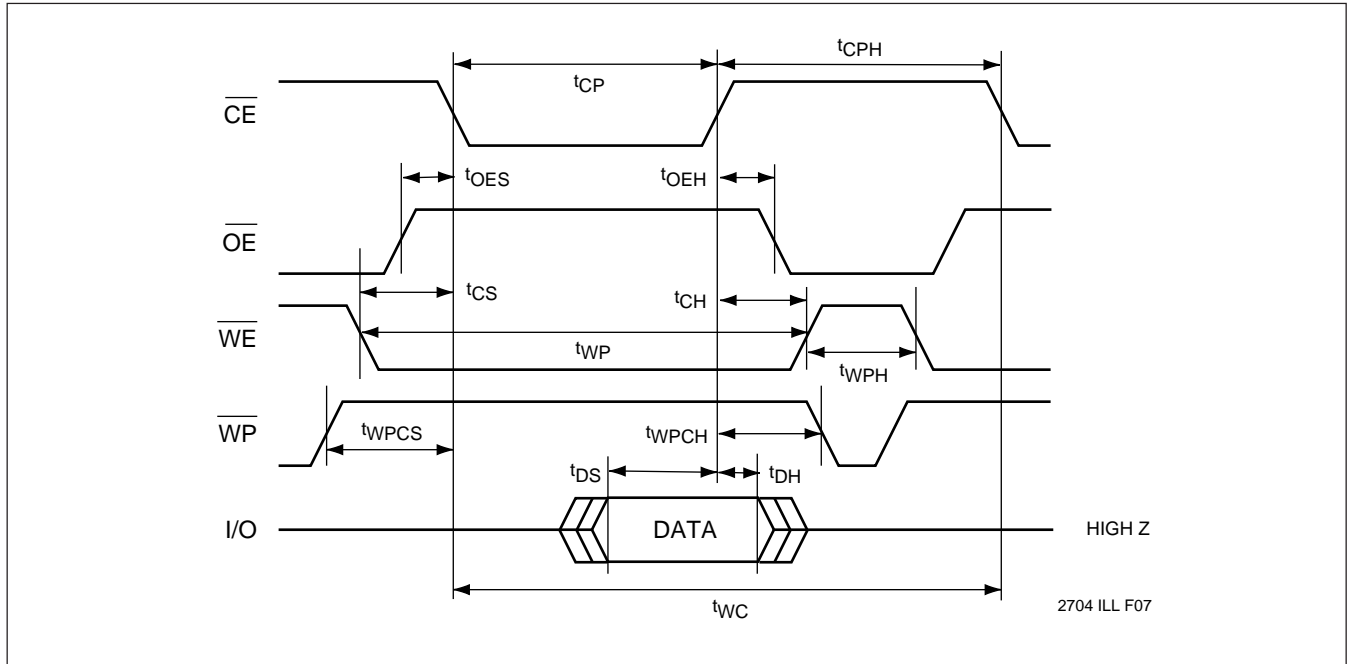 tCPH
tCP
CE
tOES
tOEH
OE
tCS
tCH
WE
tWP
tWPH
WP
tWPCS
tWPCH
tDS
tDH
I/O
DATA
HIGH Z
tWC
2704 ILL F07